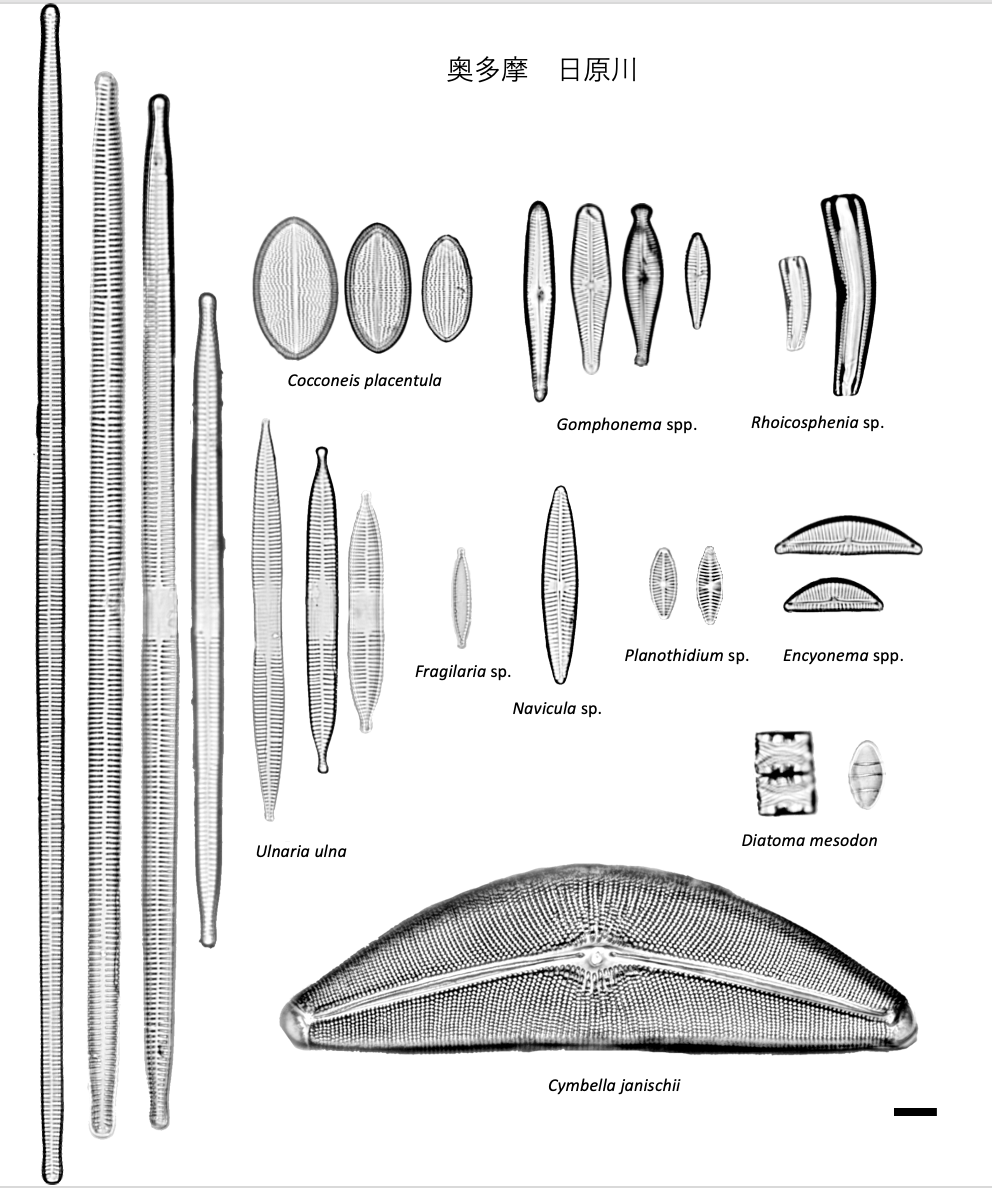 奥多摩　日原川
Cocconeis placentula
Gomphonema spp.
Rhoicosphenia sp.
Fragilaria sp.
Navicula sp.
Planothidium sp.
Encyonema spp.
Ulnaria ulna
Diatoma mesodon
Cymbella janischii